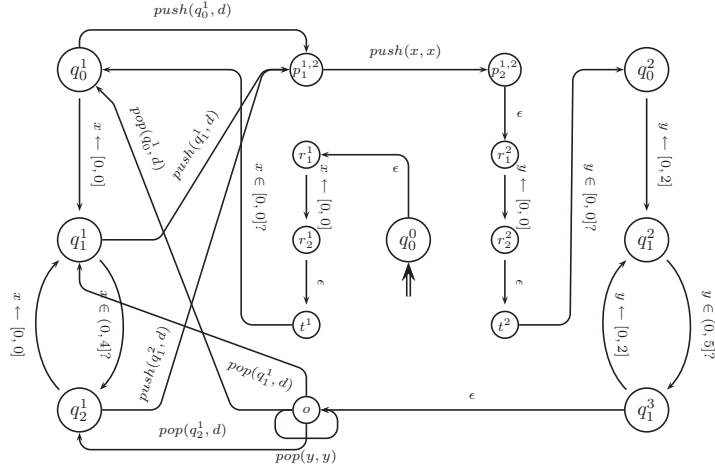 push(q_0^1, d)
q_0^1
p_1^{1,2}
push(x, x)
p_2^{1,2}
q_0^2
pop(q_0^1, d)
push(q_1^1, d)
ϵ
x ← [0, 0]
x ∈ [0, 0]?
r_1^1
x ← [0, 0]
ϵ
r_1^2
y ← [0, 0]
y ∈ [0, 0]?
y ← [0, 2]
q_1^1
r_2^1
q_0^0
r_2^2
q_1^2
ϵ
ϵ
x ← [0, 0]
x ∈ (0, 4]?
t^1
t^2
y ← [0, 2]
y ∈ (0, 5]?
push(q_1^2, d)
pop(q_1^1, d)
q_2^1
o
ϵ
q_1^3
pop(q_2^1, d)
pop(y, y)